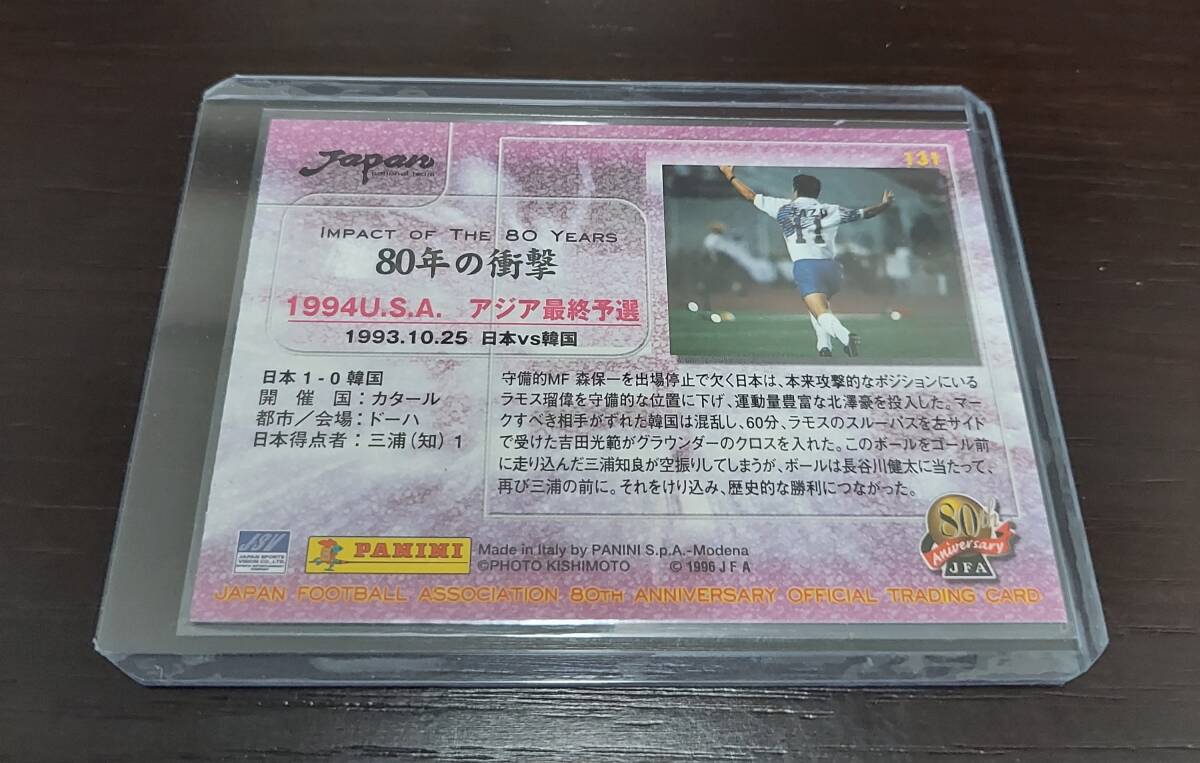 Japan
national team
IMPACT OF THE 80 YEARS
80年の衝撃
1994U.S.A. アジア最終予選
1993.10.25 日本vs韓国
131
KAZU
11
日本 1 - 0 韓国
開催国：カタール
都市／会場：ドーハ
日本得点者：三浦（知）1
守備的MF 森保一を出場停止で欠く日本は、本来攻撃的なポジションにいる
ラモス瑠偉を守備的な位置に下げ、運動量豊富な北澤豪を投入した。マー
クすべき相手がずれた韓国は混乱し、60分、ラモスのスルーパスを左サイド
で受けた吉田光範がグラウンダーのクロスを入れた。このボールをゴール前
に走り込んだ三浦知良が空振りしてしまうが、ボールは長谷川健太に当たって、
再び三浦の前に。それをけり込み、歴史的な勝利につながった。
JSV
JAPAN SPORTS
VISION CO.,LTD.
PANINI
Made in Italy by PANINI S.p.A.-Modena
©PHOTO KISHIMOTO © 1996 J F A
80th
Aniversary
JFA
JAPAN FOOTBALL ASSOCIATION 80TH ANNIVERSARY OFFICIAL TRADING CARD